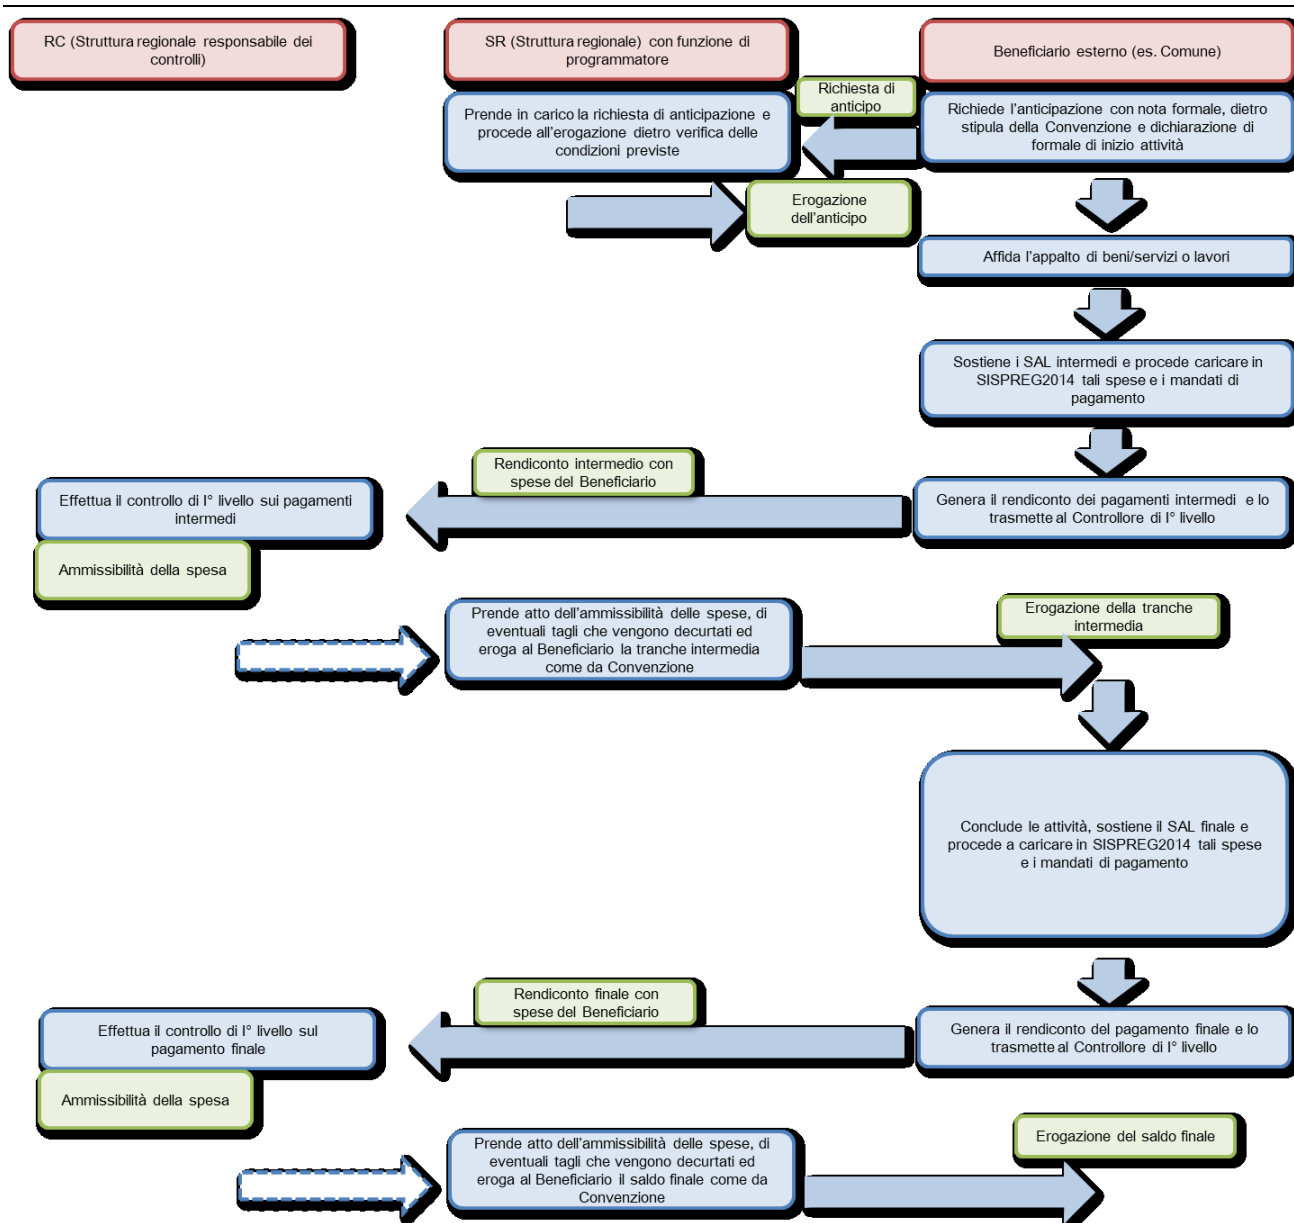 RC (Struttura regionale responsabile dei
controlli)
SR (Struttura regionale) con funzione di
programmatore
Beneficiario esterno (es. Comune)
Richiesta di
anticipo
Prende in carico la richiesta di anticipazione e
procede all'erogazione dietro verifica delle
condizioni previste
Richiede l'anticipazione con nota formale, dietro
stipula della Convenzione e dichiarazione di
formale di inizio attività
Erogazione
dell'anticipo
Affida l'appalto di beni/servizi o lavori
Sostiene i SAL intermedi e procede caricare in
SISPREG2014 tali spese e i mandati di
pagamento
Rendiconto intermedio con
spese del Beneficiario
Effettua il controllo di I° livello sui pagamenti
intermedi
Genera il rendiconto dei pagamenti intermedi e lo
trasmette al Controllore di I° livello
Ammissibilità della spesa
Prende atto dell'ammissibilità delle spese, di
eventuali tagli che vengono decurtati ed
eroga al Beneficiario la tranche intermedia
come da Convenzione
Erogazione della tranche
intermedia
Conclude le attività, sostiene il SAL finale e
procede a caricare in SISPREG2014 tali spese
e i mandati di pagamento
Rendiconto finale con
spese del Beneficiario
Effettua il controllo di I° livello sul
pagamento finale
Genera il rendiconto del pagamento finale e lo
trasmette al Controllore di I° livello
Ammissibilità della spesa
Prende atto dell'ammissibilità delle spese, di
eventuali tagli che vengono decurtati ed
eroga al Beneficiario il saldo finale come da
Convenzione
Erogazione del saldo finale